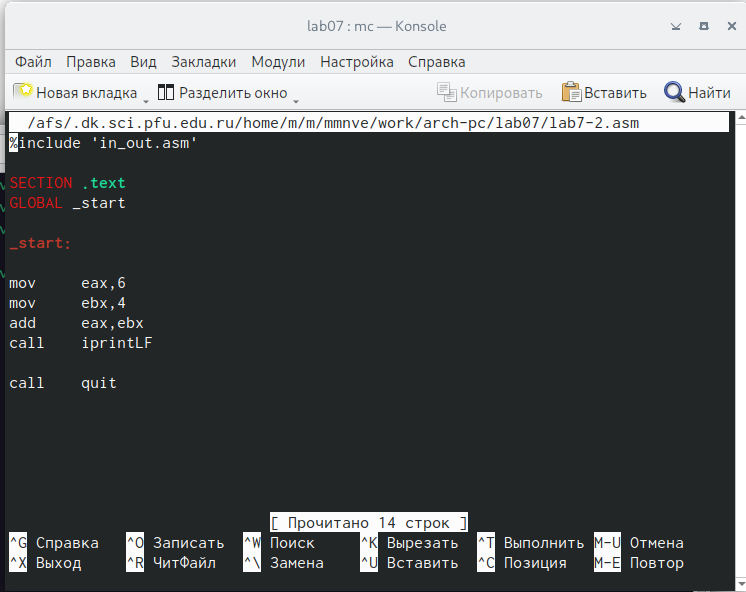 lab07 : mc — Konsole
Файл Правка Вид Закладки Модули Настройка Справка
Новая вкладка Разделить окно Копировать Вставить Найти
/afs/.dk.sci.pfu.edu.ru/home/m/m/mmnve/work/arch-pc/lab07/lab7-2.asm
%include 'in_out.asm'
SECTION .text
GLOBAL _start
_start:
mov eax,6
mov ebx,4
add eax,ebx
call iprintLF
call quit
[ Прочитано 14 строк ]
^G Справка ^O Записать ^W Поиск ^K Вырезать ^T Выполнить M-U Отмена
^X Выход ^R ЧитФайл ^\ Замена ^U Вставить ^C Позиция M-E Повтор